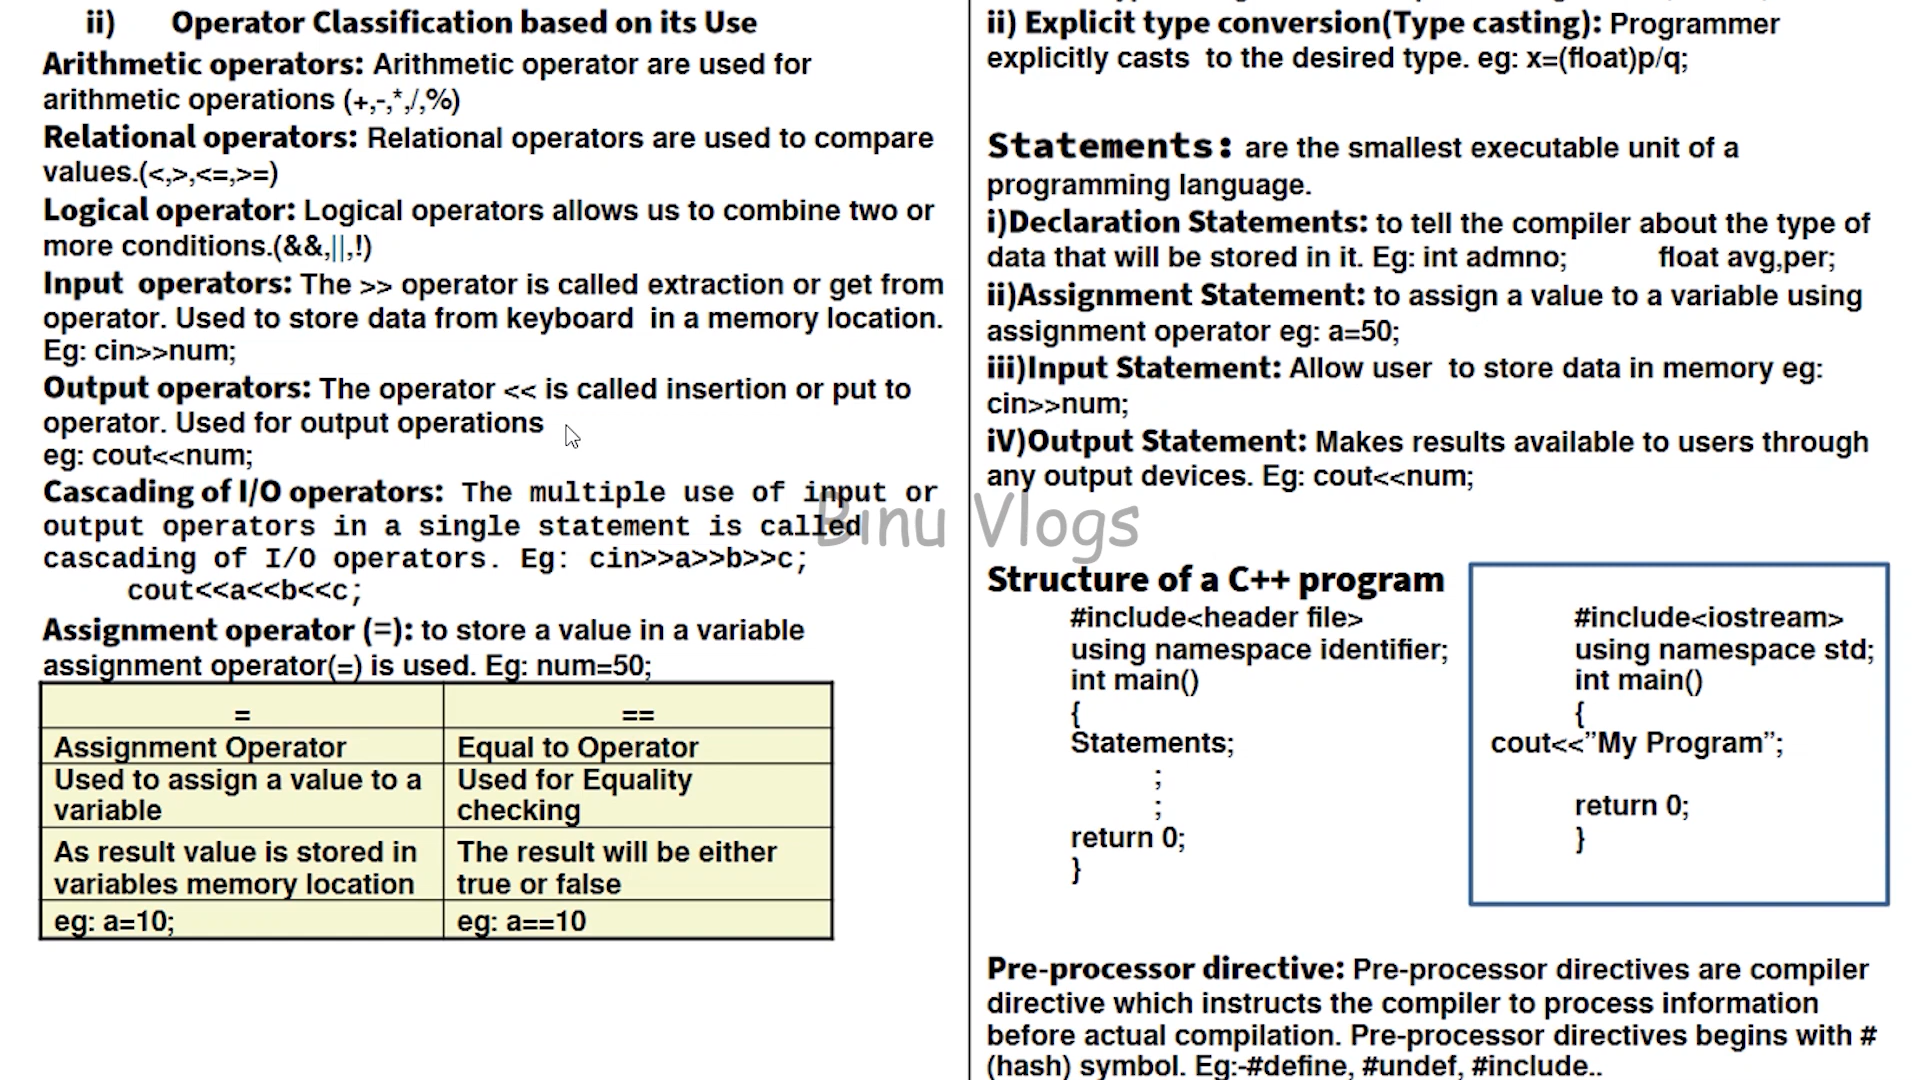 ii) Operator Classification based on its Use
Arithmetic operators: Arithmetic operator are used for
arithmetic operations (+,-,*,/,%)
Relational operators: Relational operators are used to compare
values.(<,>,<=,>=)
Logical operator: Logical operators allows us to combine two or
more conditions.(&&,||,!)
Input operators: The >> operator is called extraction or get from
operator. Used to store data from keyboard in a memory location.
Eg: cin>>num;
Output operators: The operator << is called insertion or put to
operator. Used for output operations
eg: cout<<num;
Cascading of I/O operators: The multiple use of input or
output operators in a single statement is called
cascading of I/O operators. Eg: cin>>a>>b>>c;
cout<<a<<b<<c;
Assignment operator (=): to store a value in a variable
assignment operator(=) is used. Eg: num=50;
= ==
Assignment Operator Equal to Operator
Used to assign a value to a Used for Equality
variable checking
As result value is stored in The result will be either
variables memory location true or false
eg: a=10; eg: a==10
ii) Explicit type conversion(Type casting): Programmer
explicitly casts to the desired type. eg: x=(float)p/q;
Statements: are the smallest executable unit of a
programming language.
i)Declaration Statements: to tell the compiler about the type of
data that will be stored in it. Eg: int admno; float avg,per;
ii)Assignment Statement: to assign a value to a variable using
assignment operator eg: a=50;
iii)Input Statement: Allow user to store data in memory eg:
cin>>num;
iV)Output Statement: Makes results available to users through
any output devices. Eg: cout<<num;
Binu Vlogs
Structure of a C++ program
#include<header file>
using namespace identifier;
int main()
{
Statements;
;
;
return 0;
}
#include<iostream>
using namespace std;
int main()
{
cout<<”My Program”;
return 0;
}
Pre-processor directive: Pre-processor directives are compiler
directive which instructs the compiler to process information
before actual compilation. Pre-processor directives begins with #
(hash) symbol. Eg:-#define, #undef, #include..